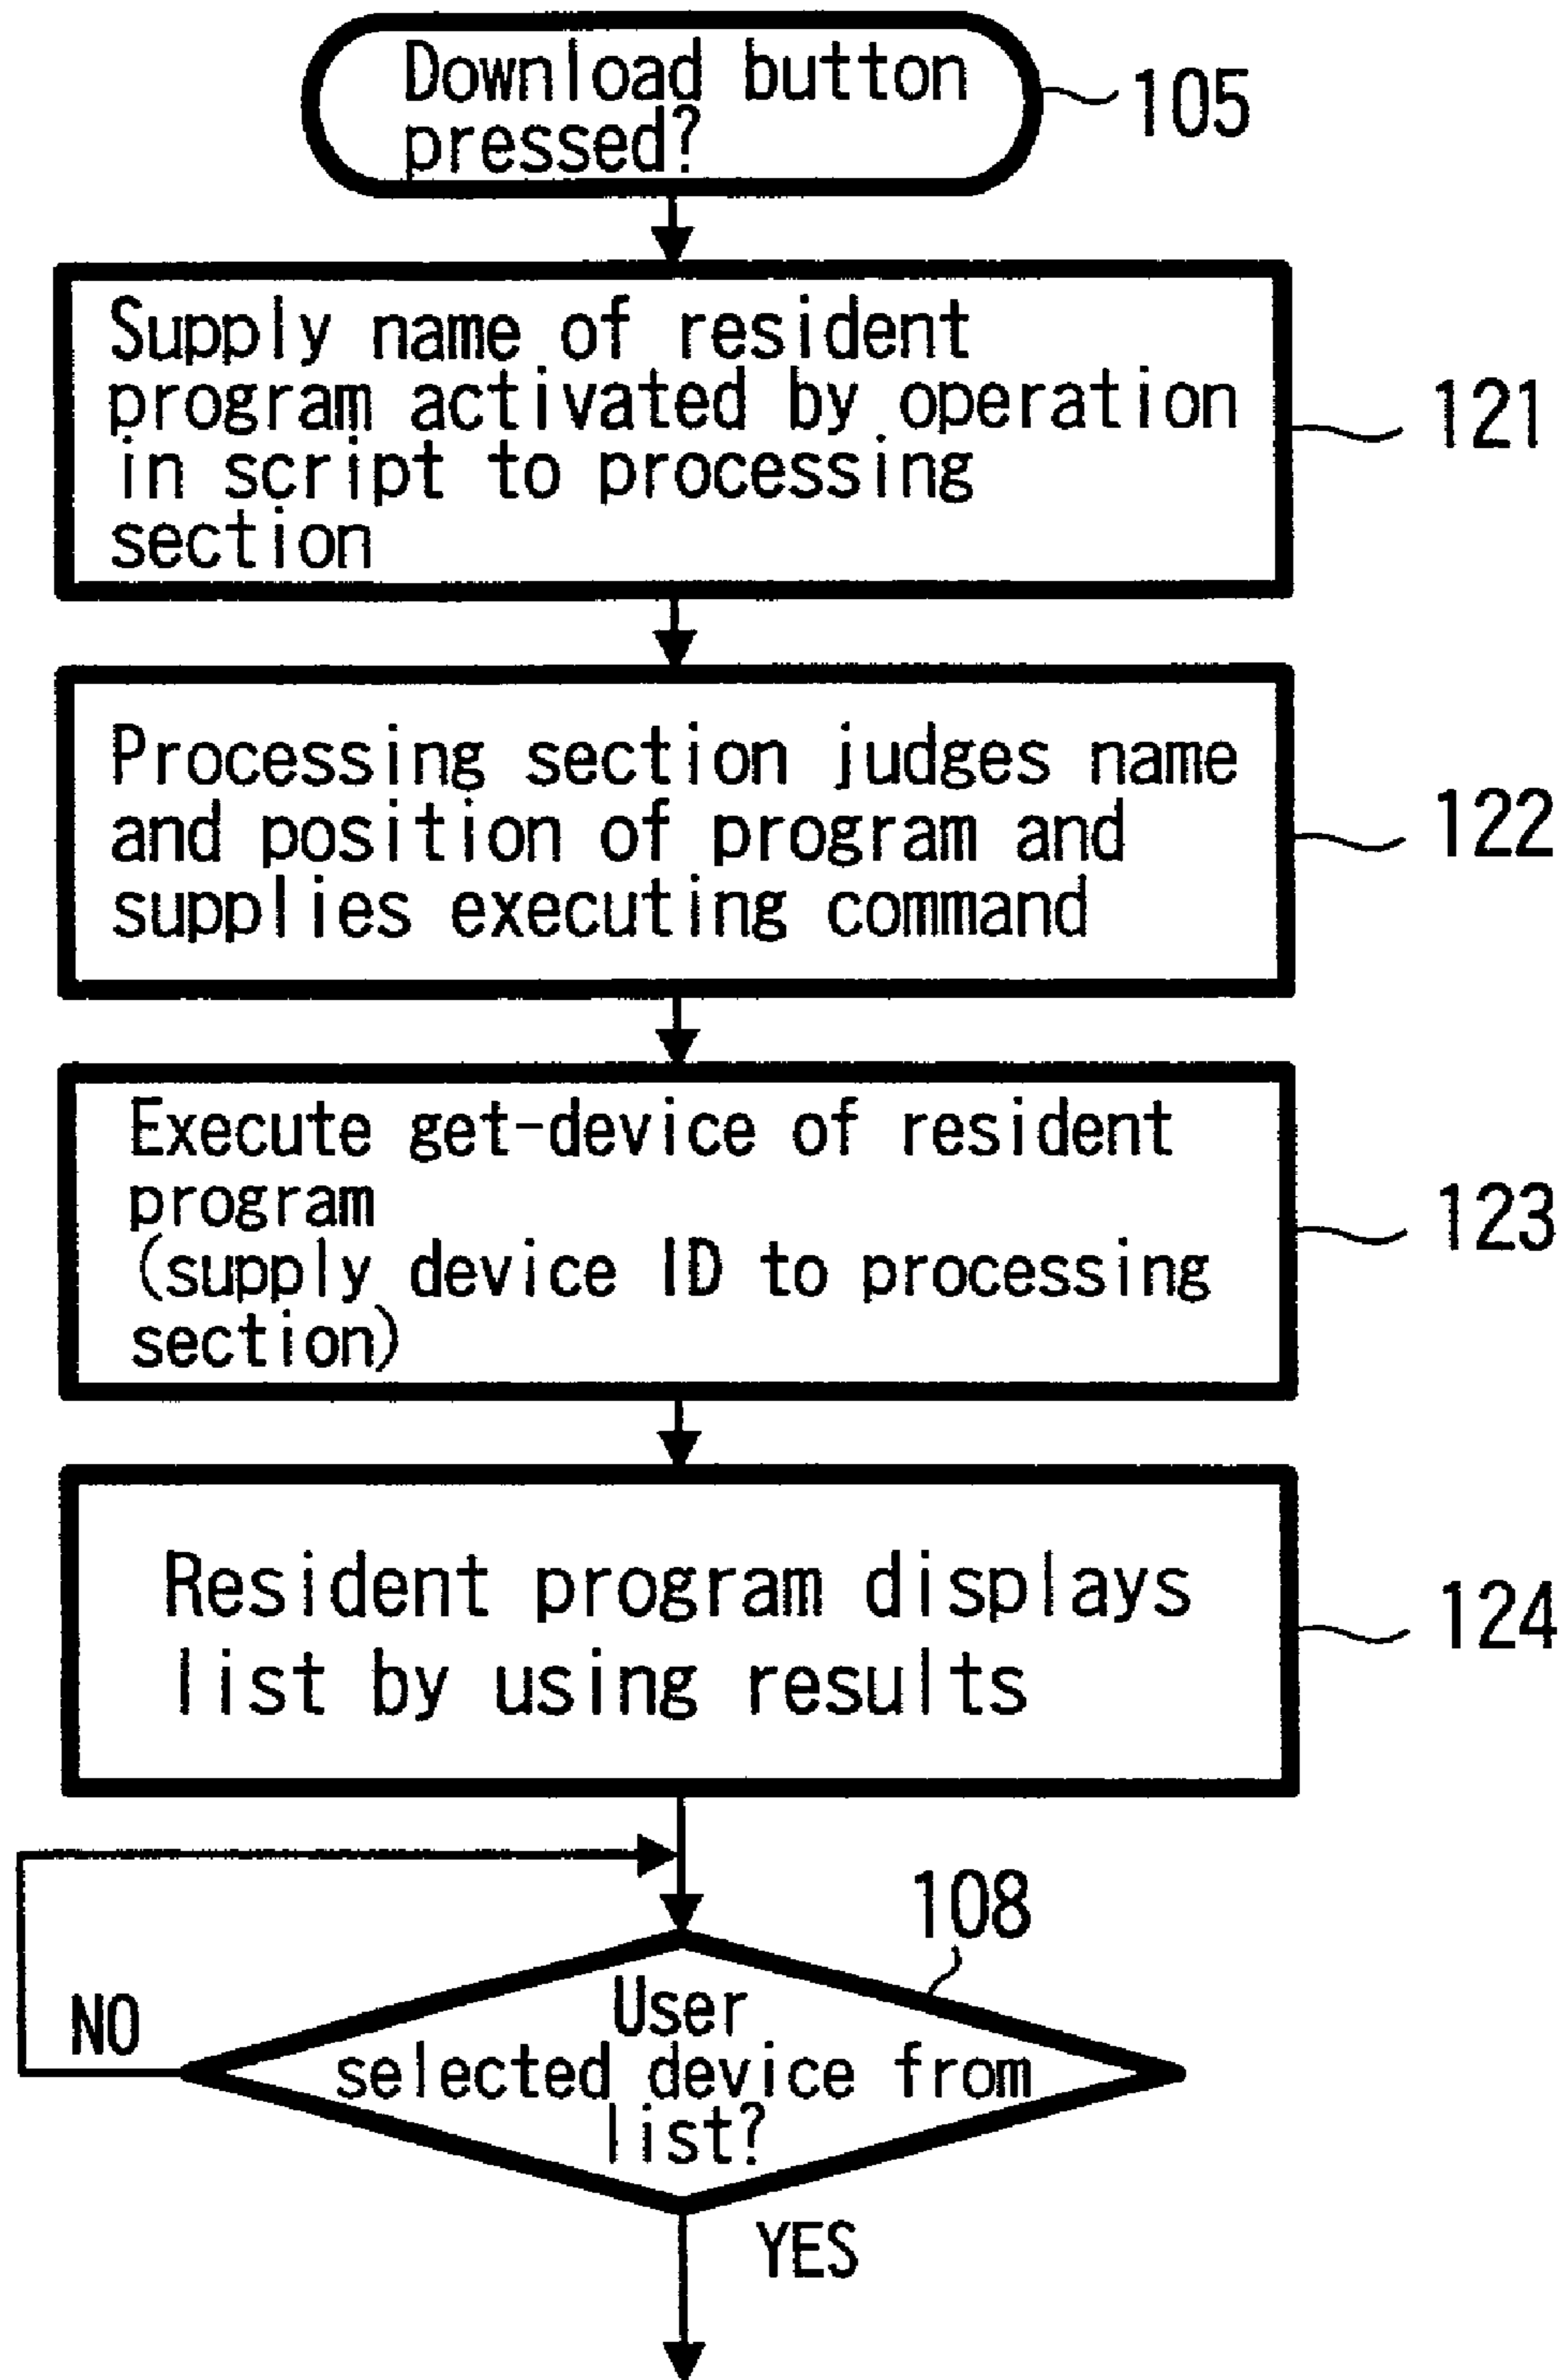 Download button
pressed?
105
Supply name of resident
program activated by operation
in script to processing
section
121
Processing section judges name
and position of program and
supplies executing command
122
Execute get-device of resident
program
(supply device ID to processing
section)
123
Resident program displays
list by using results
124
108
User
selected device from
list?
NO
YES